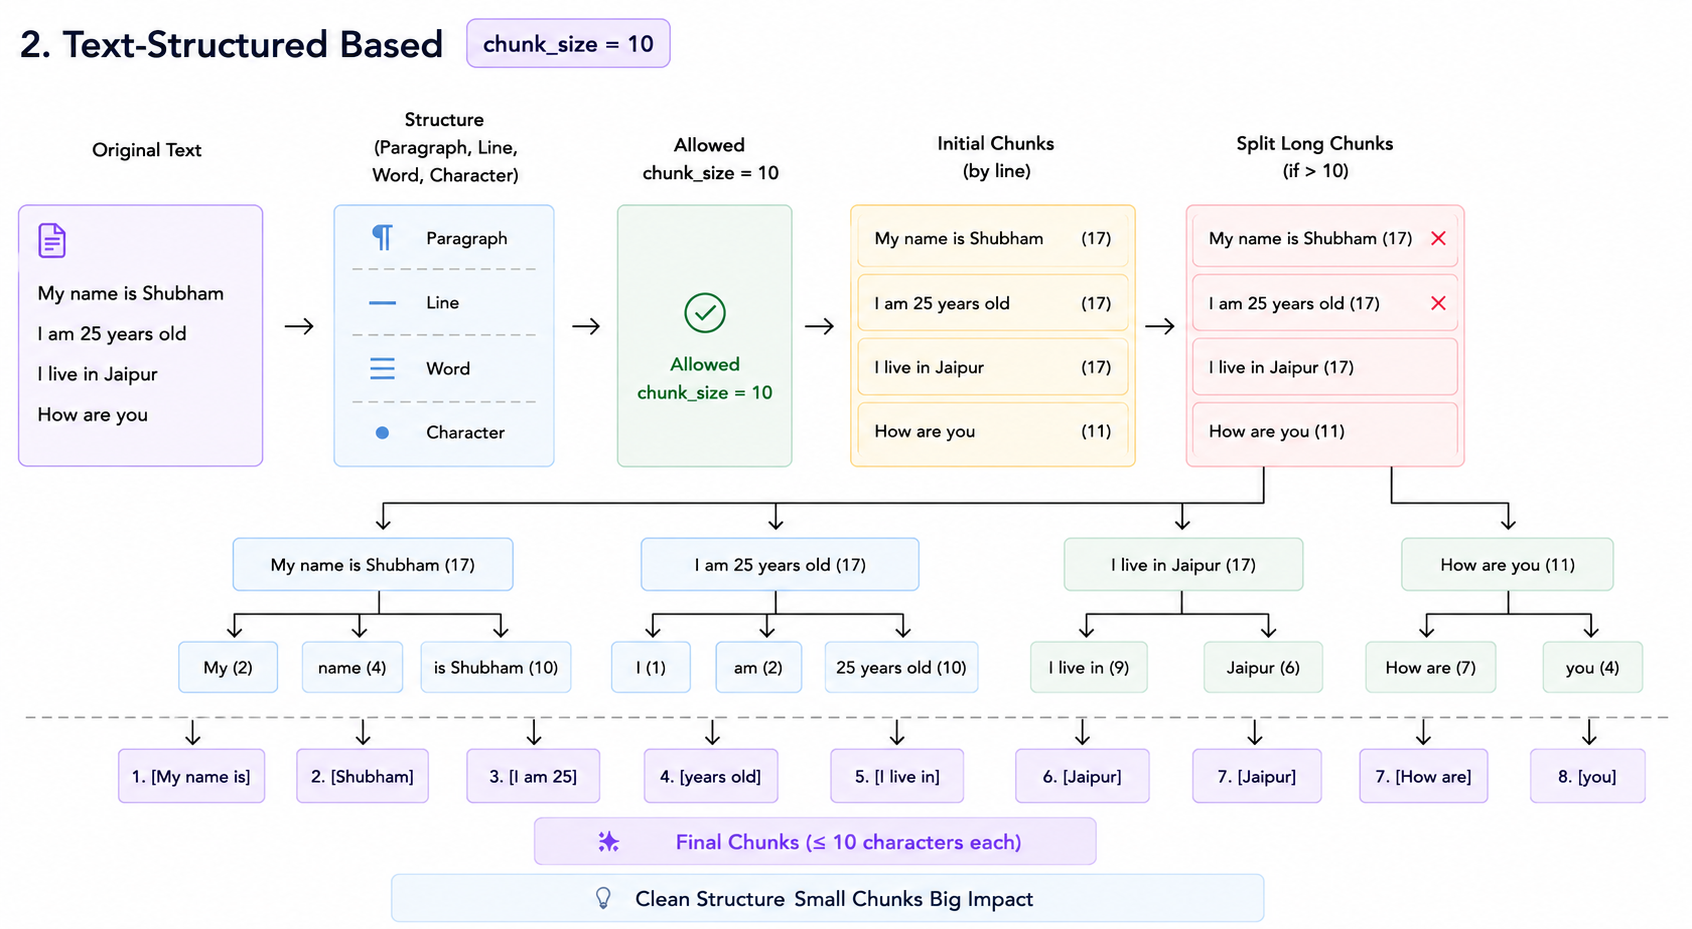 2. Text-Structured Based
chunk_size = 10
Original Text
Structure
(Paragraph, Line,
Word, Character)
Allowed
chunk_size = 10
Initial Chunks
(by line)
Split Long Chunks
(if > 10)
My name is Shubham
I am 25 years old
I live in Jaipur
How are you
¶ Paragraph
Line
Word
Character
Allowed
chunk_size = 10
My name is Shubham (17)
I am 25 years old (17)
I live in Jaipur (17)
How are you (11)
My name is Shubham (17)
I am 25 years old (17)
I live in Jaipur (17)
How are you (11)
My name is Shubham (17)
I am 25 years old (17)
I live in Jaipur (17)
How are you (11)
My (2)
name (4)
is Shubham (10)
I (1)
am (2)
25 years old (10)
I live in (9)
Jaipur (6)
How are (7)
you (4)
1. [My name is]
2. [Shubham]
3. [I am 25]
4. [years old]
5. [I live in]
6. [Jaipur]
7. [Jaipur]
7. [How are]
8. [you]
Final Chunks (≤ 10 characters each)
Clean Structure Small Chunks Big Impact